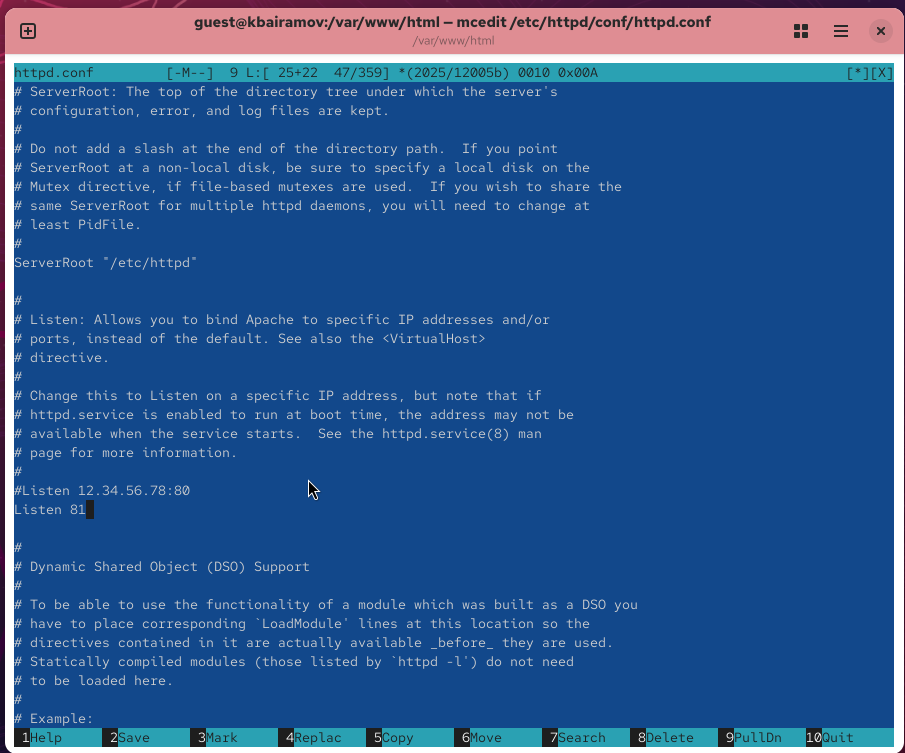 guest@kbairamov:/var/www/html — mcedit /etc/httpd/conf/httpd.conf
/var/www/html
httpd.conf         [-M--]  9 L:[ 25+22  47/359] *(2025/12005b) 0010 0x00A                               [*][X]
# ServerRoot: The top of the directory tree under which the server's
# configuration, error, and log files are kept.
#
# Do not add a slash at the end of the directory path.  If you point
# ServerRoot at a non-local disk, be sure to specify a local disk on the
# Mutex directive, if file-based mutexes are used.  If you wish to share the
# same ServerRoot for multiple httpd daemons, you will need to change at
# least PidFile.
#
ServerRoot "/etc/httpd"

#
# Listen: Allows you to bind Apache to specific IP addresses and/or
# ports, instead of the default. See also the <VirtualHost>
# directive.
#
# Change this to Listen on a specific IP address, but note that if
# httpd.service is enabled to run at boot time, the address may not be
# available when the service starts.  See the httpd.service(8) man
# page for more information.
#
#Listen 12.34.56.78:80
Listen 81

#
# Dynamic Shared Object (DSO) Support
#
# To be able to use the functionality of a module which was built as a DSO you
# have to place corresponding `LoadModule' lines at this location so the
# directives contained in it are actually available _before_ they are used.
# Statically compiled modules (those listed by `httpd -l') do not need
# to be loaded here.
#
# Example:
1Help 2Save 3Mark 4Replac 5Copy 6Move 7Search 8Delete 9PullDn 10Quit